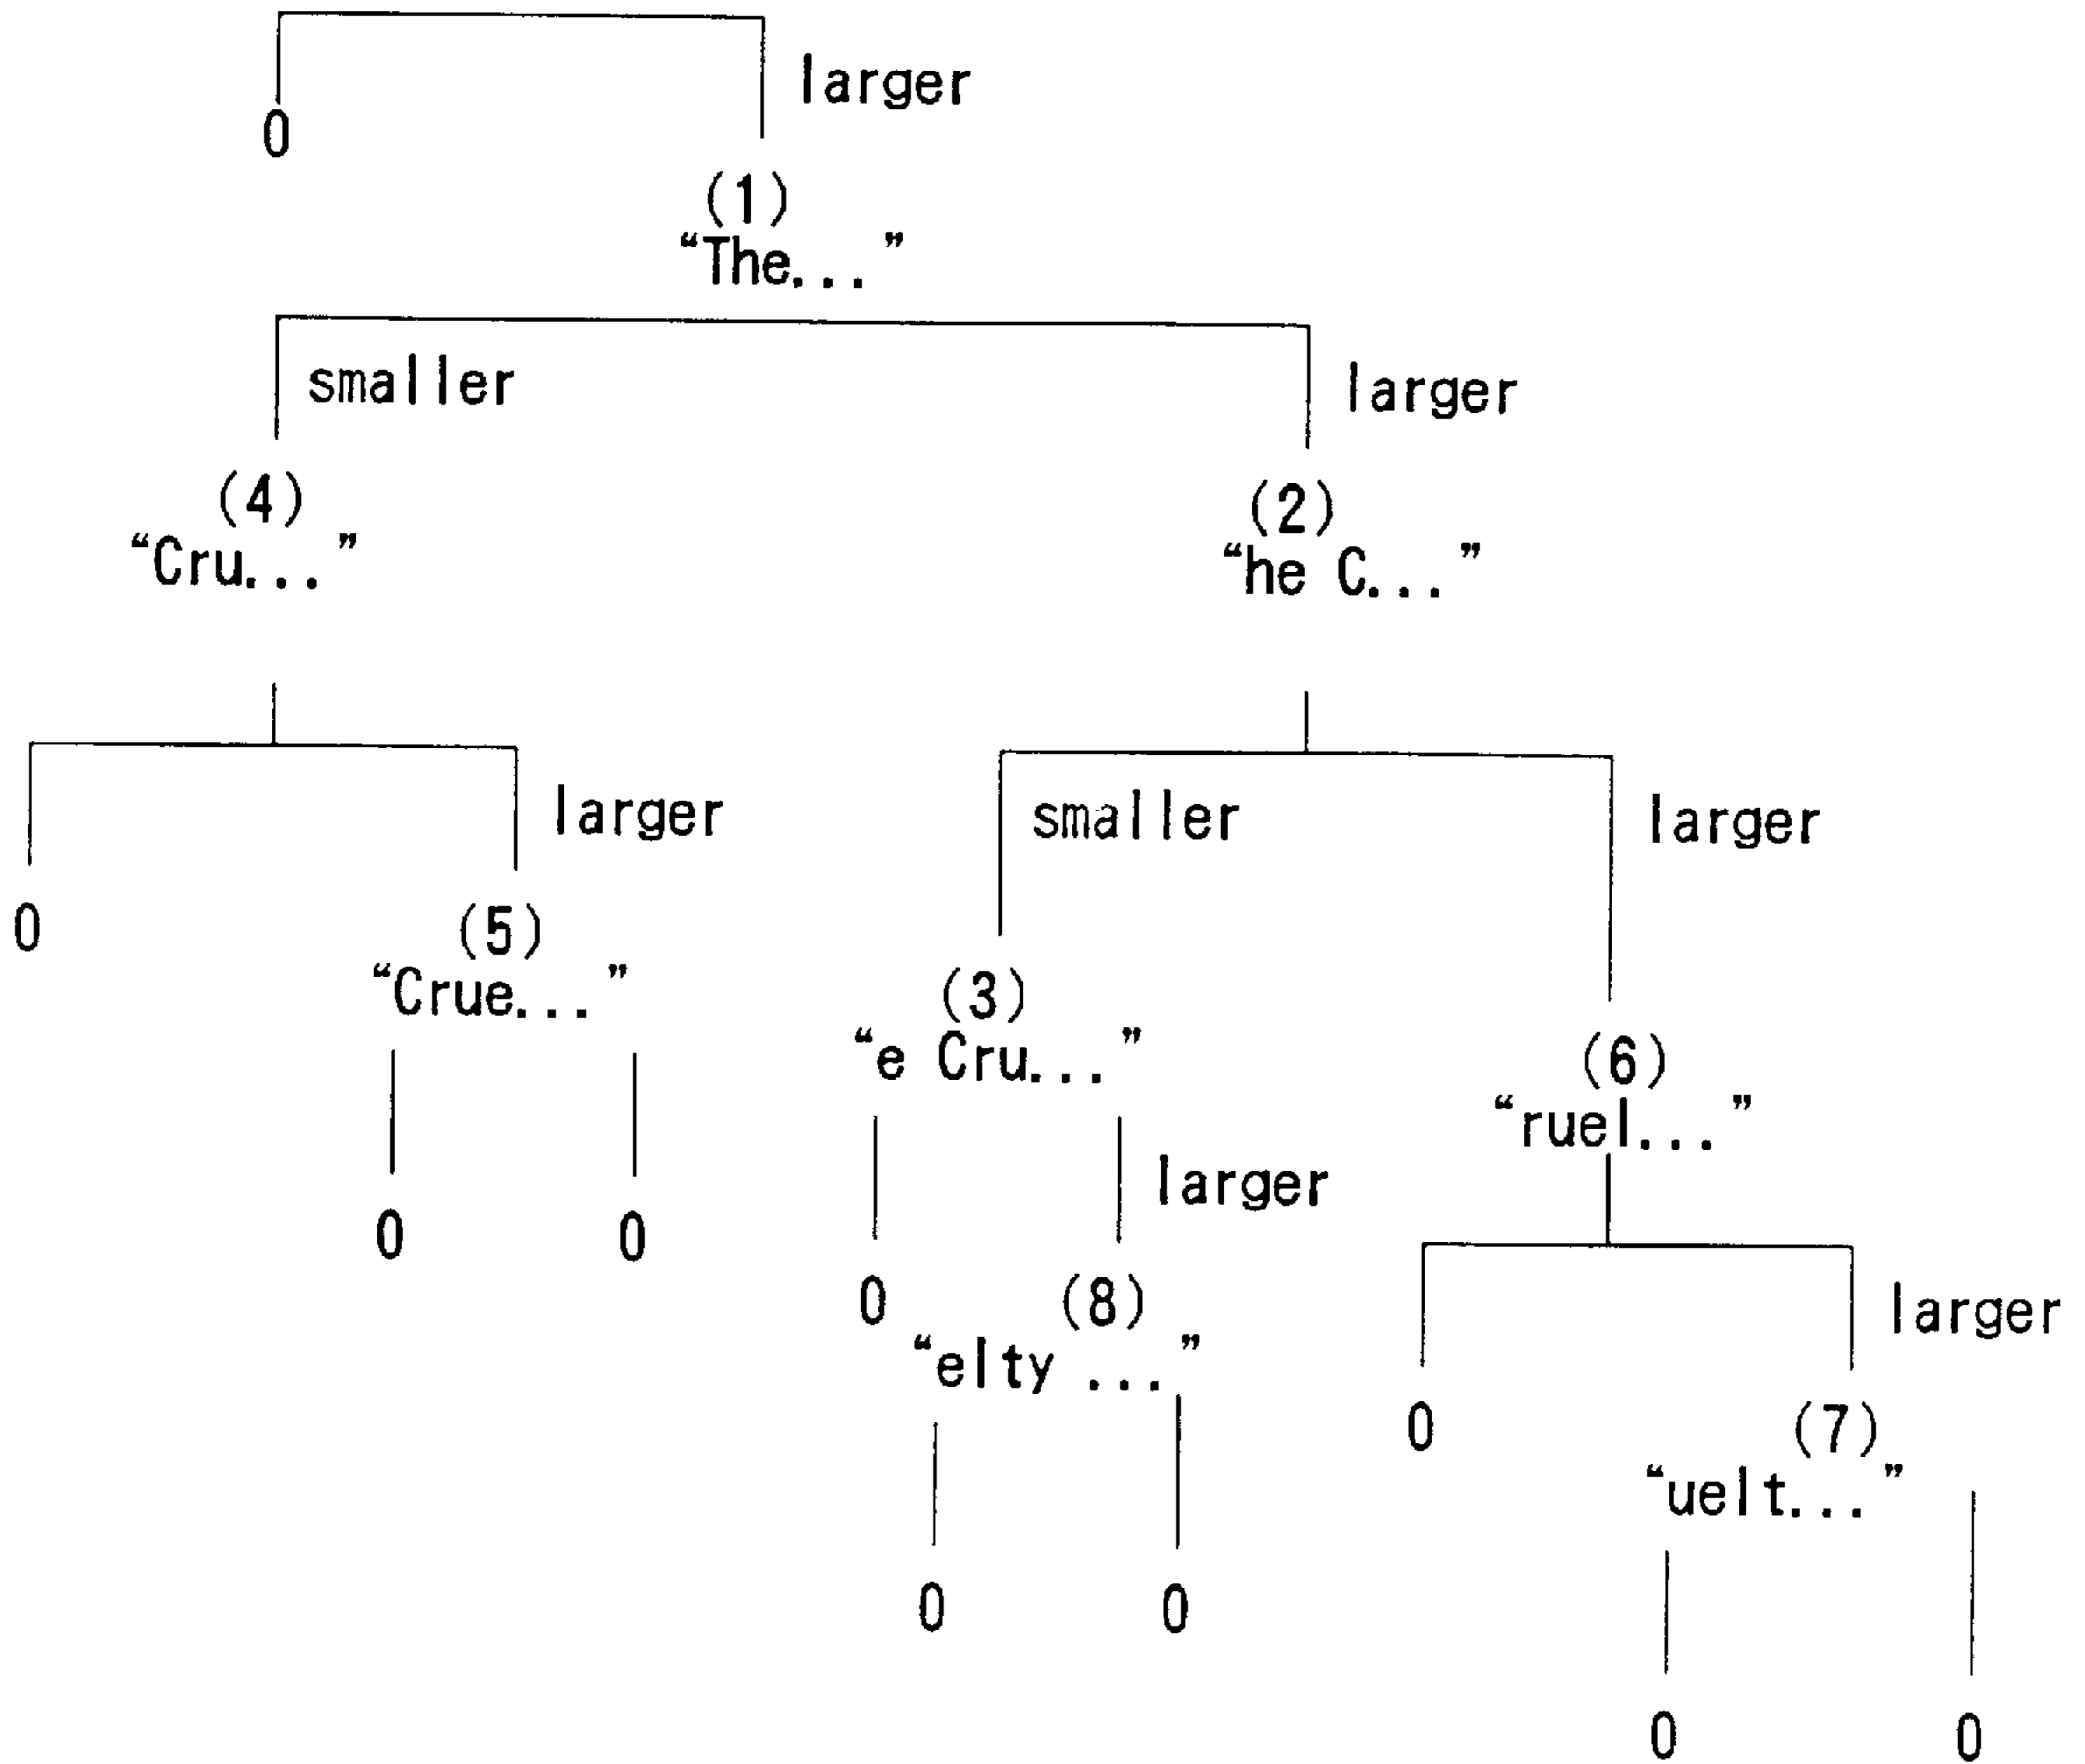 larger
0
(1)
“The...”
smaller
larger
(4)
“Cru...”
(2)
“he C...”
larger
smaller
larger
0
(5)
“Crue...”
(3)
“e Cru...”
(6)
“ruel...”
larger
0
0
0
(8)
“elty ...”
larger
0
(7)
“uelt...”
0
0
0
0